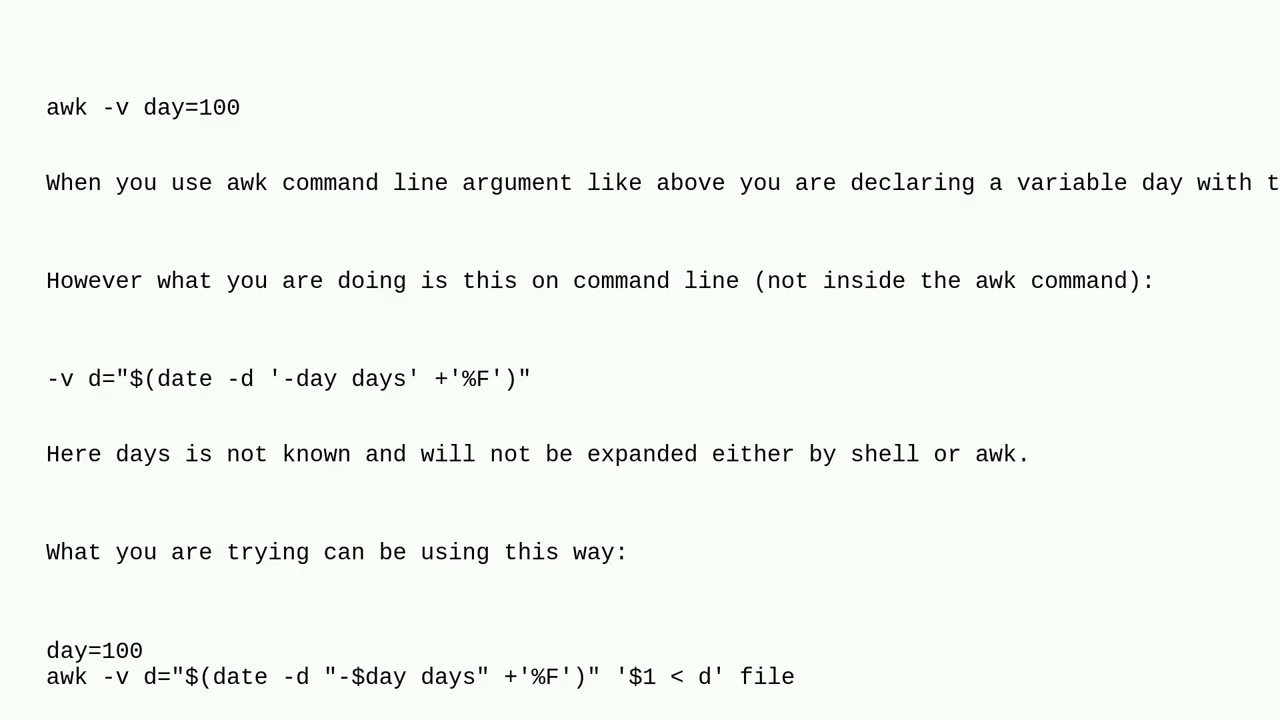 awk -v day=100
When you use awk command line argument like above you are declaring a variable day with
However what you are doing is this on command line (not inside the awk command):
-v d="$(date -d '-day days' +'%F')"
Here days is not known and will not be expanded either by shell or awk.
What you are trying can be using this way:
day=100
awk -v d="$(date -d "-$day days" +'%F')" '$1 < d' file